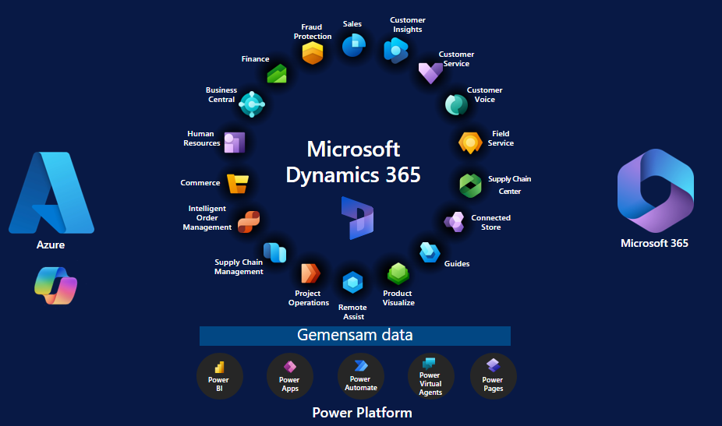 Sales
Customer
Insights
Customer
Service
Customer
Voice
Field
Service
Supply Chain
Center
Connected
Store
Guides
Product
Visualize
Remote
Assist
Project
Operations
Supply Chain
Management
Intelligent
Order
Management
Commerce
Human
Resources
Business
Central
Finance
Fraud
Protection
Microsoft
Dynamics 365
Azure
Microsoft 365
Gemensam data
Power
BI
Power
Apps
Power
Automate
Power
Virtual
Agents
Power
Pages
Power Platform